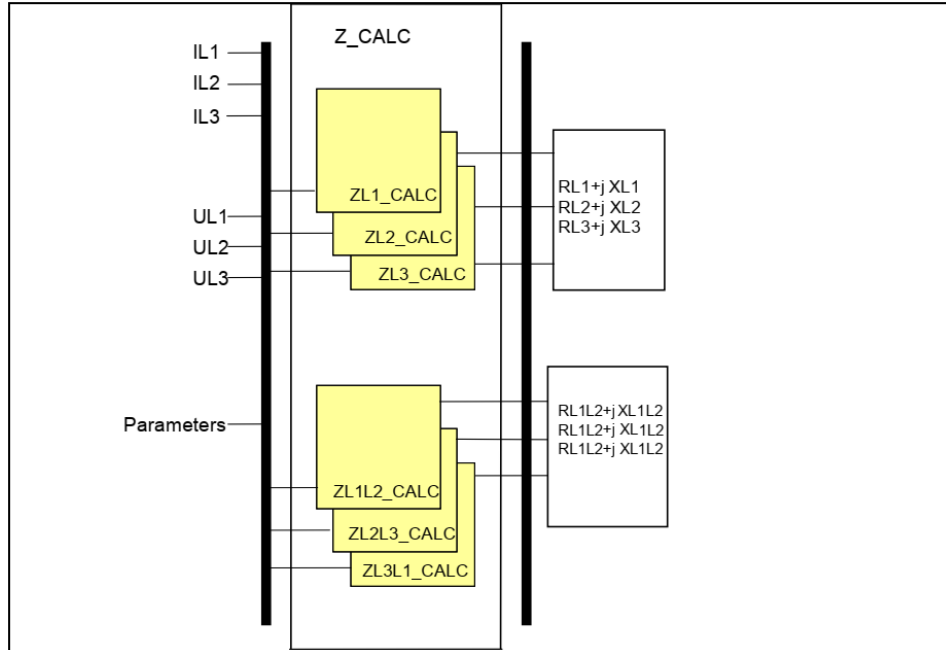 Z_CALC
IL1
IL2
IL3
UL1
UL2
UL3
Parameters
ZL1_CALC
ZL2_CALC
ZL3_CALC
ZL1L2_CALC
ZL2L3_CALC
ZL3L1_CALC
RL1+j XL1
RL2+j XL2
RL3+j XL3
RL1L2+j XL1L2
RL1L2+j XL1L2
RL1L2+j XL1L2